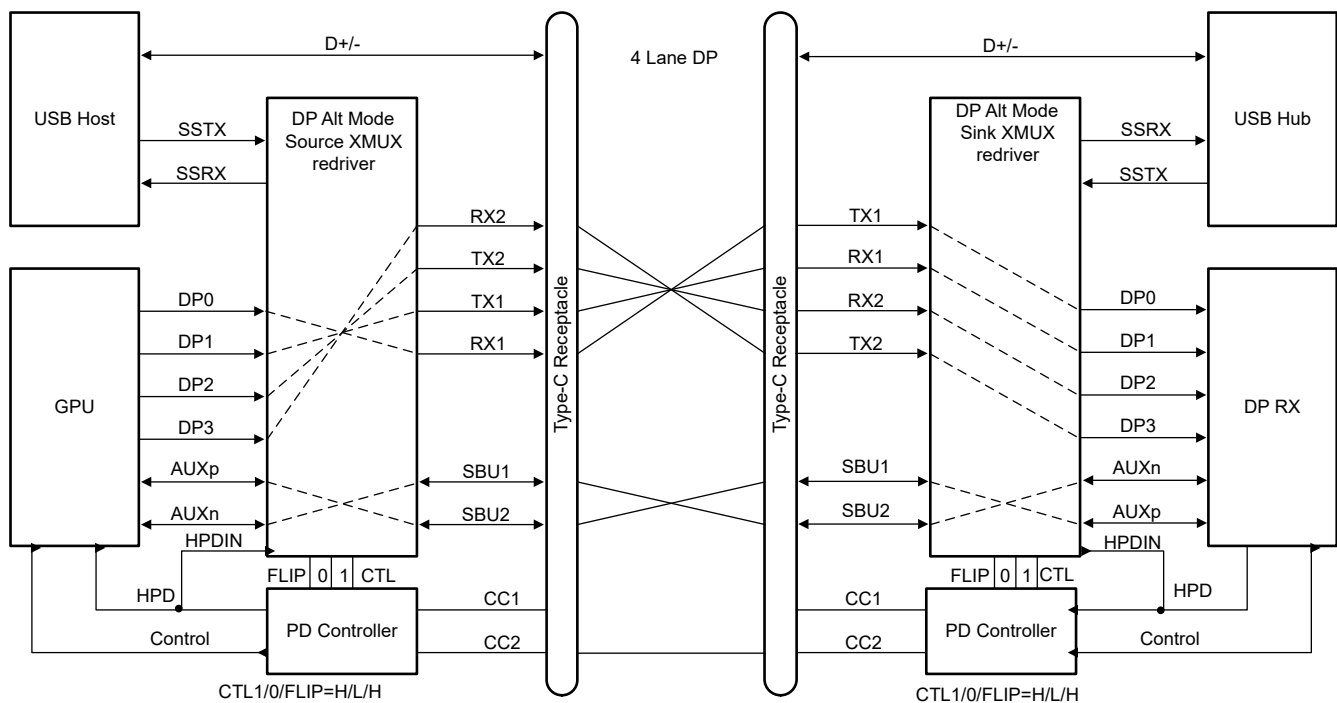 D+/-
4 Lane DP
D+/-
USB Host
SSTX
SSRX
DP Alt Mode
Source XMUX
redriver
DP Alt Mode
Sink XMUX
redriver
SSRX
SSTX
USB Hub
RX2
TX2
TX1
RX1
TX1
RX1
RX2
TX2
Type-C Receptacle
Type-C Receptacle
GPU
DP0
DP1
DP2
DP3
AUXp
AUXn
SBU1
SBU2
SBU1
SBU2
DP0
DP1
DP2
DP3
AUXn
AUXp
DP RX
HPDIN
HPDIN
FLIP 0 1 CTL
FLIP 0 1 CTL
HPD
PD Controller
CC1
CC2
CC1
CC2
PD Controller
HPD
Control
Control
CTL1/0/FLIP=H/L/H
CTL1/0/FLIP=H/L/H